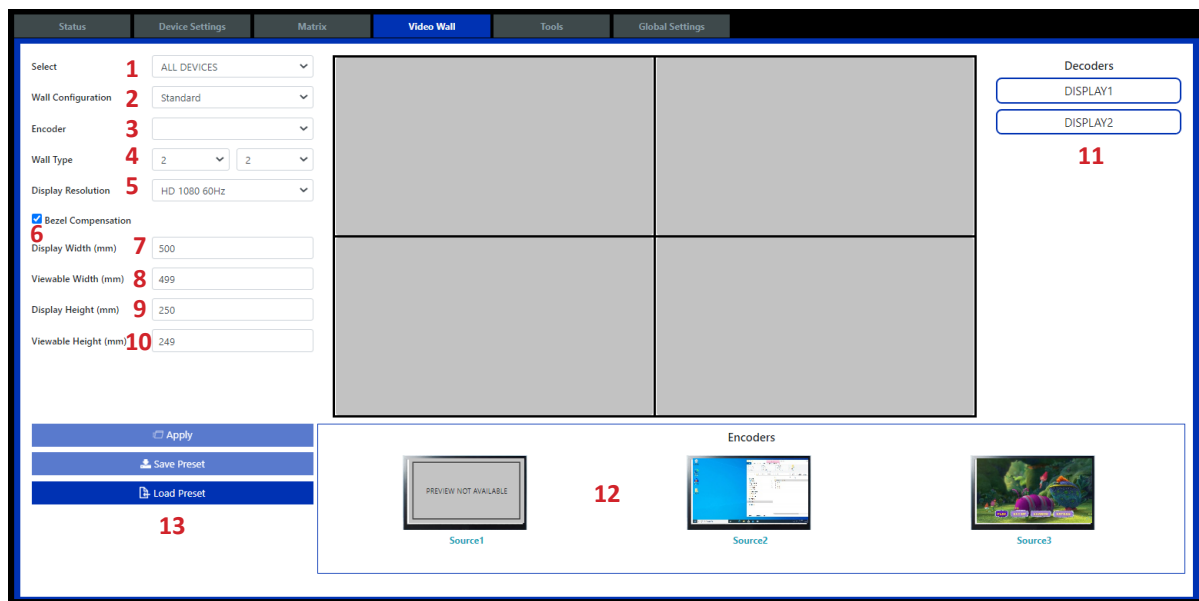 Status Device Settings Matrix Video Wall Tools Global Settings
Select 1 ALL DEVICES
Wall Configuration 2 Standard
Encoder 3
Wall Type 4 2 2
Display Resolution 5 HD 1080 60Hz
Bezel Compensation
6
Display Width (mm) 7 500
Viewable Width (mm) 8 499
Display Height (mm) 9 250
Viewable Height (mm) 10 249
Apply
Save Preset
Load Preset
13
Decoders
DISPLAY1
DISPLAY2
11
Encoders
PREVIEW NOT AVAILABLE
12
Source1 Source2 Source3